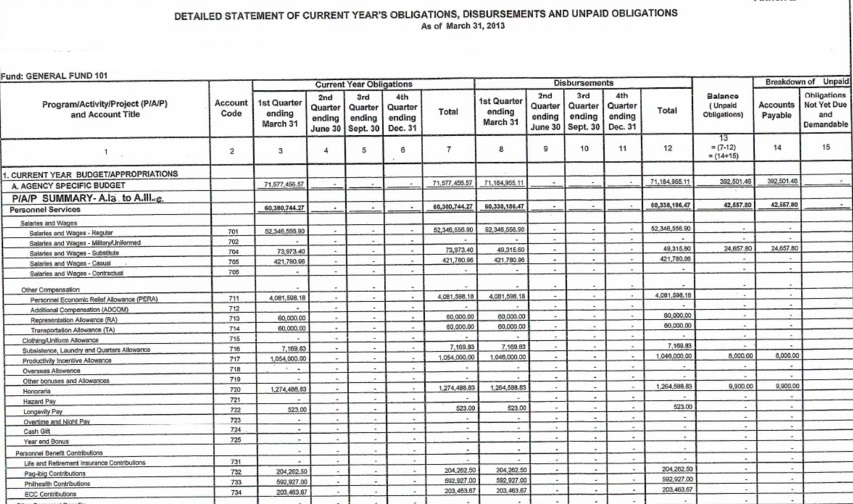 DETAILED STATEMENT OF CURRENT YEAR'S OBLIGATIONS, DISBURSEMENTS AND UNPAID OBLIGATIONS
As of March 31, 2013
Fund: GENERAL FUND 101
Current Year Obligations Disbursements Breakdown of Unpaid
Program/Activity/Project (P/A/P) and Account Title Account Code 1st Quarter ending March 31 2nd Quarter ending June 30 3rd Quarter ending Sept. 30 4th Quarter ending Dec. 31 Total 1st Quarter ending March 31 2nd Quarter ending June 30 3rd Quarter ending Sept. 30 4th Quarter ending Dec. 31 Total Balance (Unpaid Obligations) Accounts Payable Obligations Not Yet Due and Demandable
1 2 3 4 5 6 7 8 9 10 11 12 13 = (7-12) = (14+15) 14 15
1. CURRENT YEAR BUDGET/APPROPRIATIONS
A. AGENCY SPECIFIC BUDGET 71,577,456.57 - - - 71,577,456.57 71,184,955.11 - - - 71,184,955.11 392,501.46 392,501.46 -
P/A/P SUMMARY- A.I.a to A.III.c.
Personnel Services 60,380,744.27 - - - 60,380,744.27 60,338,186.47 - - - 60,338,186.47 42,557.80 42,557.80 -
Salaries and Wages
Salaries and Wages - Regular 701 52,346,556.90 - - - 52,346,556.90 52,346,556.90 - - - 52,346,556.90 - -
Salaries and Wages - Military/Uniformed 702
Salaries and Wages - Substitute 704 73,973.40 - - - 73,973.40 49,315.60 - - - 49,315.60 24,657.80 24,657.80
Salaries and Wages - Casual 705 421,780.96 - - - 421,780.96 421,780.96 - - - 421,780.96 - -
Salaries and Wages - Contractual 706
Other Compensation
Personnel Economic Relief Allowance (PERA) 711 4,081,598.18 - - - 4,081,598.18 4,081,598.18 - - - 4,081,598.18 - -
Additional Compensation (ADCOM) 712
Representation Allowance (RA) 713 60,000.00 - - - 60,000.00 60,000.00 - - - 60,000.00 - -
Transportation Allowance (TA) 714 60,000.00 - - - 60,000.00 60,000.00 - - - 60,000.00 - -
Clothing/Uniform Allowance 715
Subsistence, Laundry and Quarters Allowance 716 7,169.83 - - - 7,169.83 7,169.83 - - - 7,169.83 - -
Productivity Incentive Allowance 717 1,054,000.00 - - - 1,054,000.00 1,046,000.00 - - - 1,046,000.00 8,000.00 8,000.00
Overseas Allowance 718
Other bonuses and Allowances 719
Honoraria 720 1,274,488.83 - - - 1,274,488.83 1,264,588.83 - - - 1,264,588.83 9,900.00 9,900.00
Hazard Pay 721
Longevity Pay 722 523.00 - - - 523.00 523.00 - - - 523.00 - -
Overtime and Night Pay 723
Cash Gift 724
Year end Bonus 725
Personnel Benefit Contributions
Life and Retirement Insurance Contributions 731
Pag-ibig Contributions 732 204,262.50 - - - 204,262.50 204,262.50 - - - 204,262.50 - -
Philhealth Contributions 733 592,927.00 - - - 592,927.00 592,927.00 - - - 592,927.00 - -
ECC Contributions 734 203,463.67 - - - 203,463.67 203,463.67 - - - 203,463.67 - -